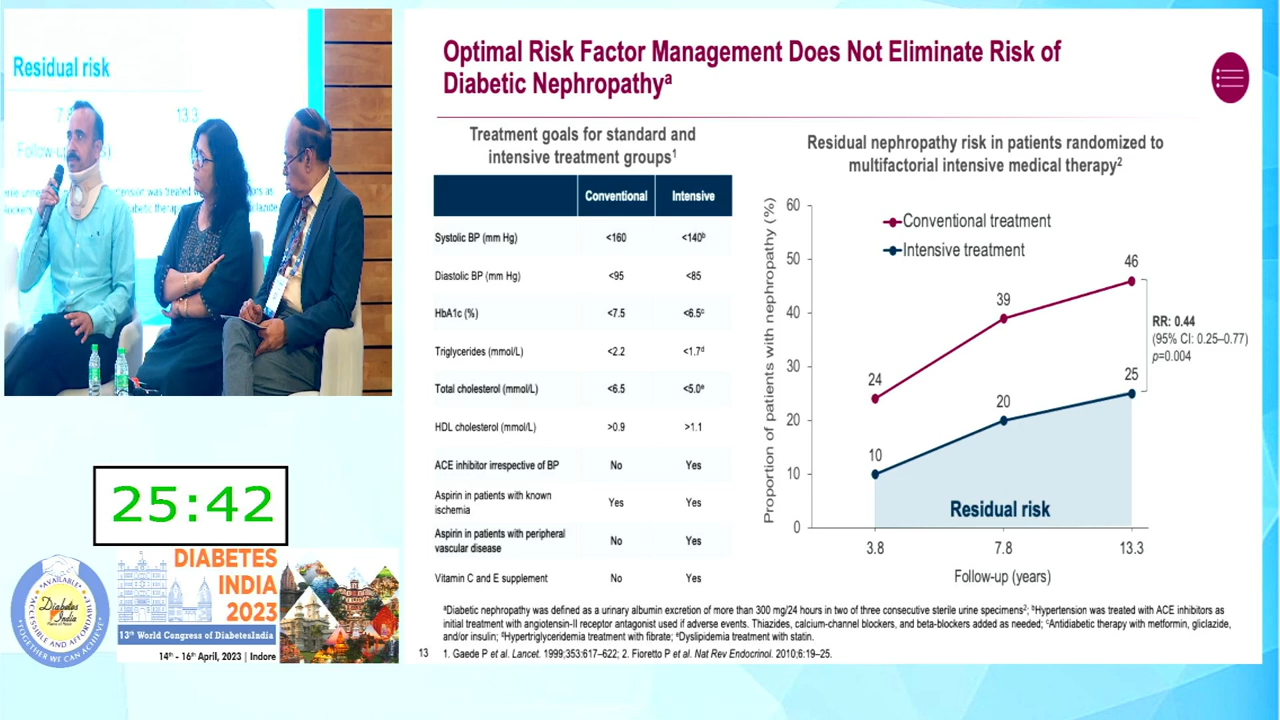 Residual risk
13.3
Optimal Risk Factor Management Does Not Eliminate Risk of
Diabetic Nephropathyᵃ
Treatment goals for standard and
intensive treatment groups¹
Conventional Intensive
Systolic BP (mm Hg) <160 <140ᵇ
Diastolic BP (mm Hg) <95 <85
HbA1c (%) <7.5 <6.5ᶜ
Triglycerides (mmol/L) <2.2 <1.7ᵈ
Total cholesterol (mmol/L) <6.5 <5.0ᵉ
HDL cholesterol (mmol/L) >0.9 >1.1
ACE inhibitor irrespective of BP No Yes
Aspirin in patients with known
ischemia Yes Yes
Aspirin in patients with peripheral
vascular disease No Yes
Vitamin C and E supplement No Yes
Residual nephropathy risk in patients randomized to
multifactorial intensive medical therapy²
Proportion of patients with nephropathy (%)
60
50
40
30
20
10
0
Conventional treatment
Intensive treatment
24 39 46
10 20 25
RR: 0.44
(95% CI: 0.25–0.77)
p=0.004
Residual risk
3.8 7.8 13.3
Follow-up (years)
ᵃDiabetic nephropathy was defined as a urinary albumin excretion of more than 300 mg/24 hours in two of three consecutive sterile urine specimens²; ᵇHypertension was treated with ACE inhibitors as
initial treatment with angiotensin-II receptor antagonist used if adverse events. Thiazides, calcium-channel blockers, and beta-blockers added as needed; ᶜAntidiabetic therapy with metformin, gliclazide,
and/or insulin; ᵈHypertriglyceridemia treatment with fibrate; ᵉDyslipidemia treatment with statin.
13 1. Gaede P et al. Lancet. 1999;353:617–622; 2. Fioretto P et al. Nat Rev Endocrinol. 2010;6:19–25.
25:42
AVAILABLE
ACCESSIBLE AND AFFORDABLE
Diabetes
India
TOGETHER WE CAN ACHIEVE
DIABETES
INDIA
2023
13ᵗʰ World Congress of DiabetesIndia
14ᵗʰ - 16ᵗʰ April, 2023 | Indore